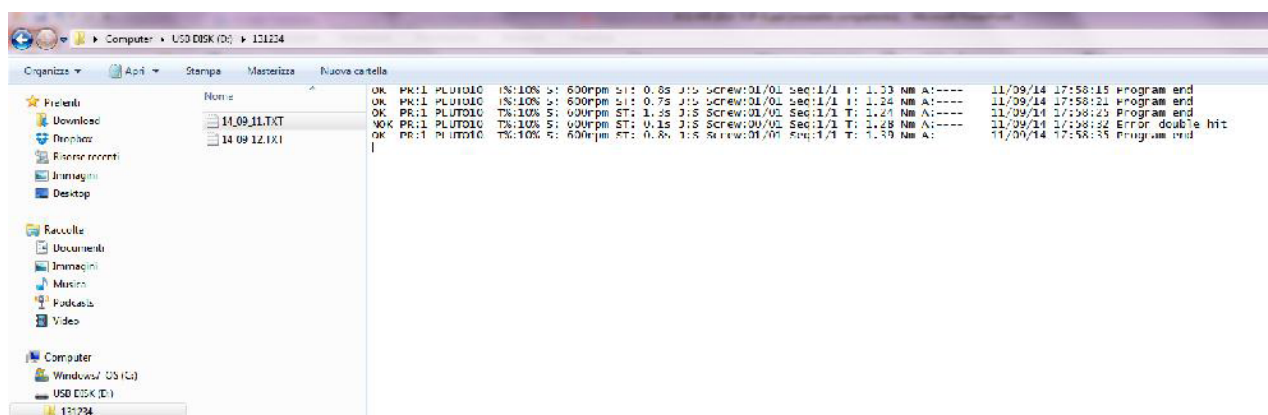 Computer ▸ USB DISK (D:) ▸ 131234
Organizza Apri Stampa Masterizza Nuova cartella
Preferiti
Download
Dropbox
Risorse recenti
Immagini
Desktop
Raccolte
Documenti
Immagini
Musica
Podcasts
Video
Computer
Windows7_OS (C:)
USB DISK (D:)
131234
Nome
14_09_11.TXT
14_09_12.TXT
OK PR:1 PLUTO10 T%:10% S: 600rpm ST: 0.8s J:S Screw:01/01 Seq:1/1 T: 1.33 Nm A:---- 11/09/14 17:58:15 Program end
OK PR:1 PLUTO10 T%:10% S: 600rpm ST: 0.7s J:S Screw:01/01 Seq:1/1 T: 1.24 Nm A:---- 11/09/14 17:58:21 Program end
OK PR:1 PLUTO10 T%:10% S: 600rpm ST: 1.3s J:S Screw:01/01 Seq:1/1 T: 1.24 Nm A:---- 11/09/14 17:58:25 Program end
NOK PR:1 PLUTO10 T%:10% S: 600rpm ST: 0.1s J:S Screw:00/01 Seq:1/1 T: 1.28 Nm A:---- 11/09/14 17:58:32 Error double hit
OK PR:1 PLUTO10 T%:10% S: 600rpm ST: 0.8s J:S Screw:01/01 Seq:1/1 T: 1.39 Nm A:---- 11/09/14 17:58:35 Program end